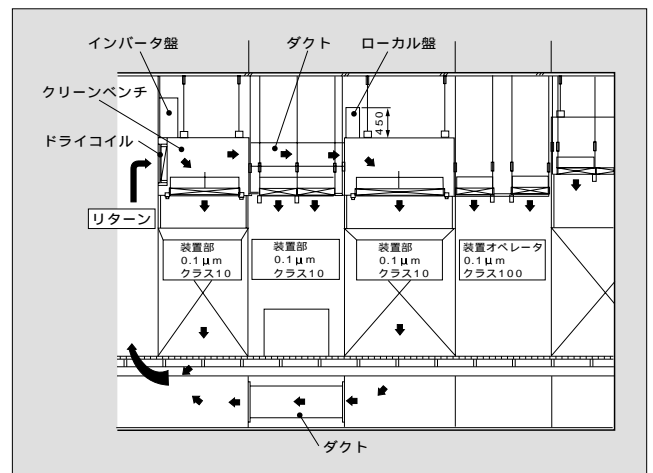 インバータ盤
ダクト
ローカル盤
クリーンベンチ
450
ドライコイル
リターン
装置部
0.1μm
クラス10
装置部
0.1μm
クラス10
装置部
0.1μm
クラス10
装置オペレータ
0.1μm
クラス100
ダクト